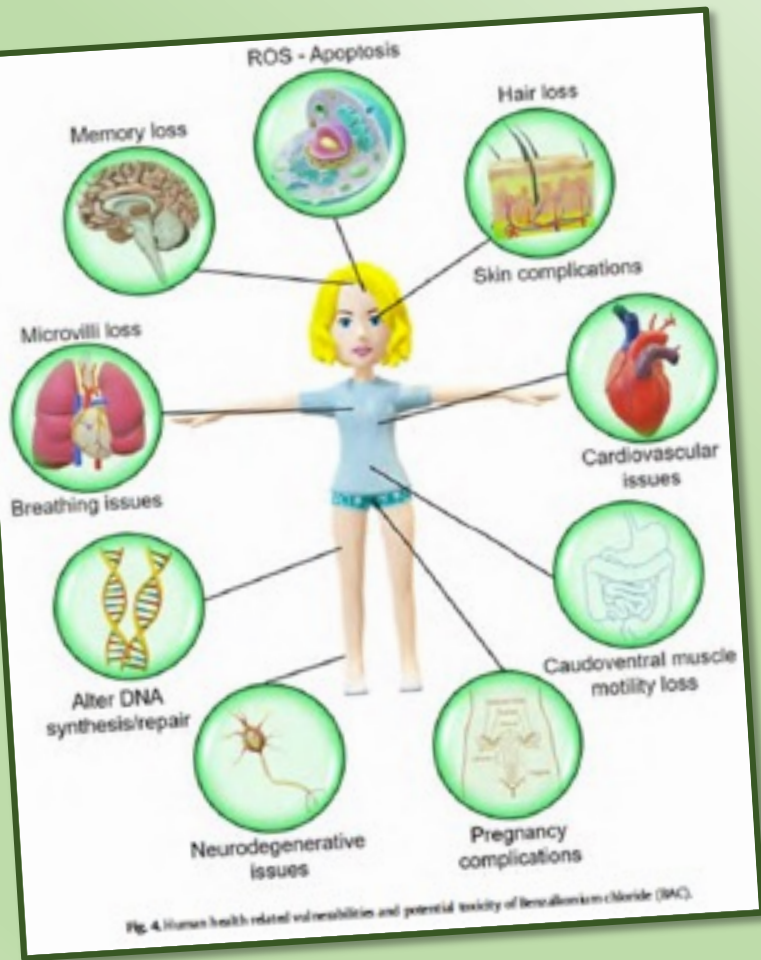 ROS - Apoptosis
Hair loss
Memory loss
Skin complications
Microvilli loss
Cardiovascular
issues
Breathing issues
Alter DNA
synthesis/repair
Caudoventral muscle
motility loss
Neurodegenerative
issues
Pregnancy
complications
Fig. 4. Human health related vulnerabilities and potential toxicity of Benzalkonium chloride (BAC).